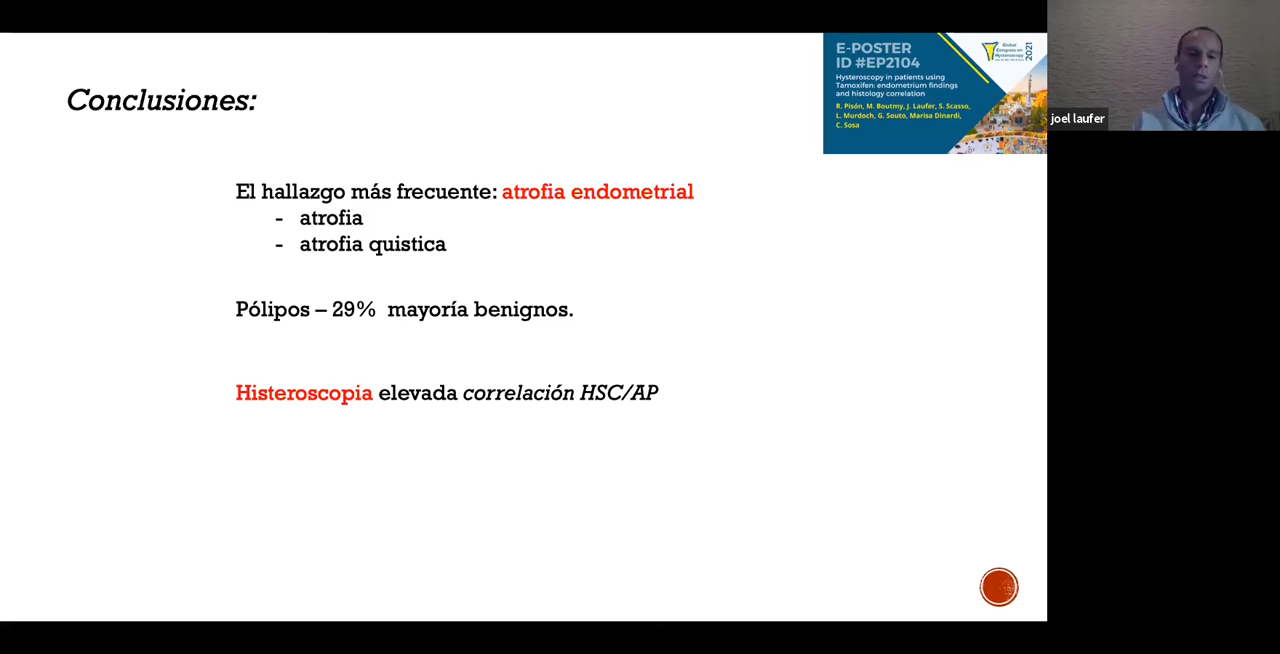 Conclusiones:
El hallazgo más frecuente: atrofia endometrial
- atrofia
- atrofia quistica
Pólipos – 29% mayoría benignos.
Histeroscopia elevada correlación HSC/AP
E-POSTER
ID #EP2104
Hysteroscopy in patients using
Tamoxifen: endometrium findings
and histology correlation
R. Pisón, M. Boutmy, J. Laufer, S. Scasso,
L. Murdoch, G. Souto, Marisa Dinardi,
C. Sosa
Global
Congress on
Hysteroscopy
2021
joel laufer